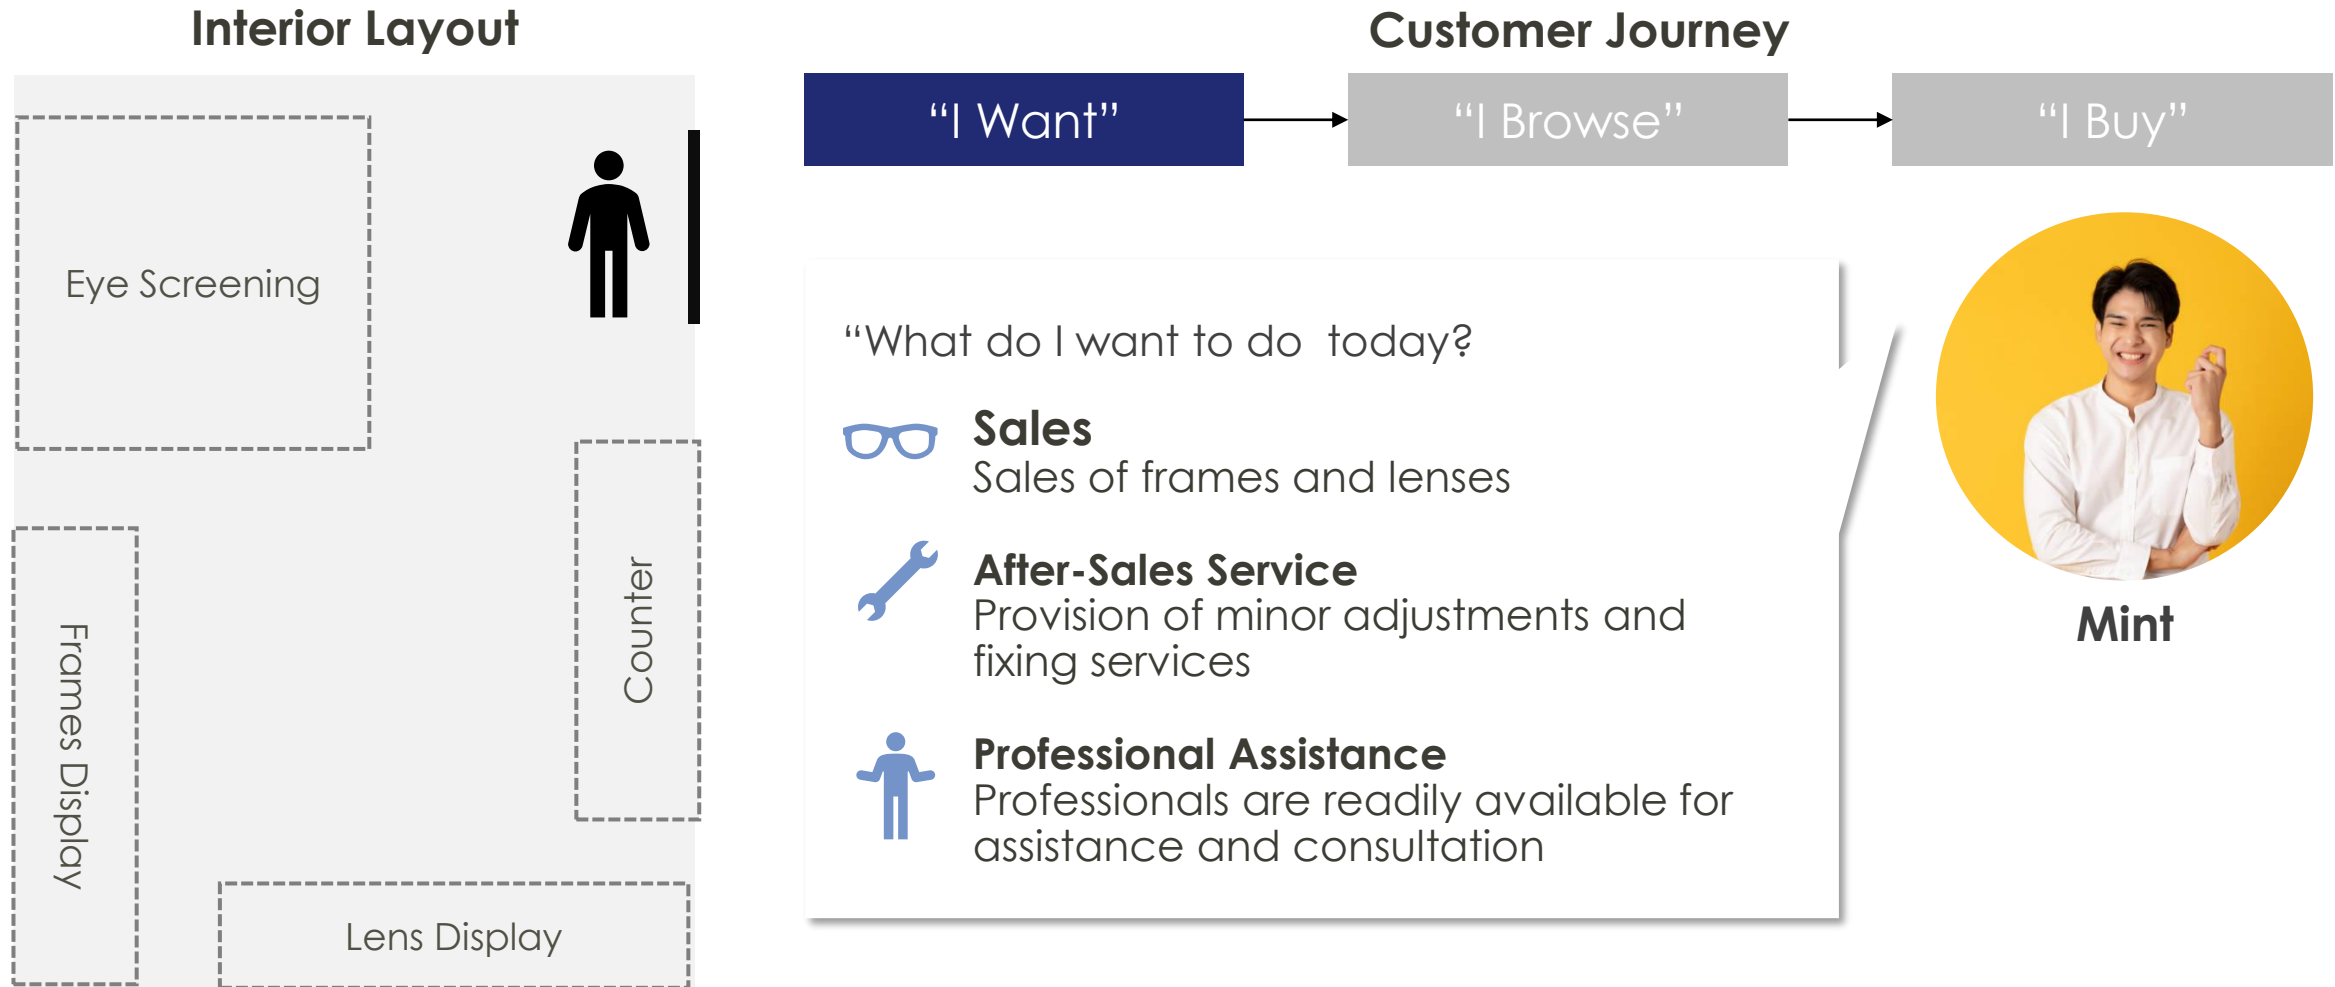 Interior Layout
Eye Screening
Frames Display
Counter
Lens Display
Customer Journey
“I Want”
“I Browse”
“I Buy”
“What do I want to do  today?
Sales
Sales of frames and lenses
After-Sales Service
Provision of minor adjustments and
fixing services
Professional Assistance
Professionals are readily available for
assistance and consultation
Mint